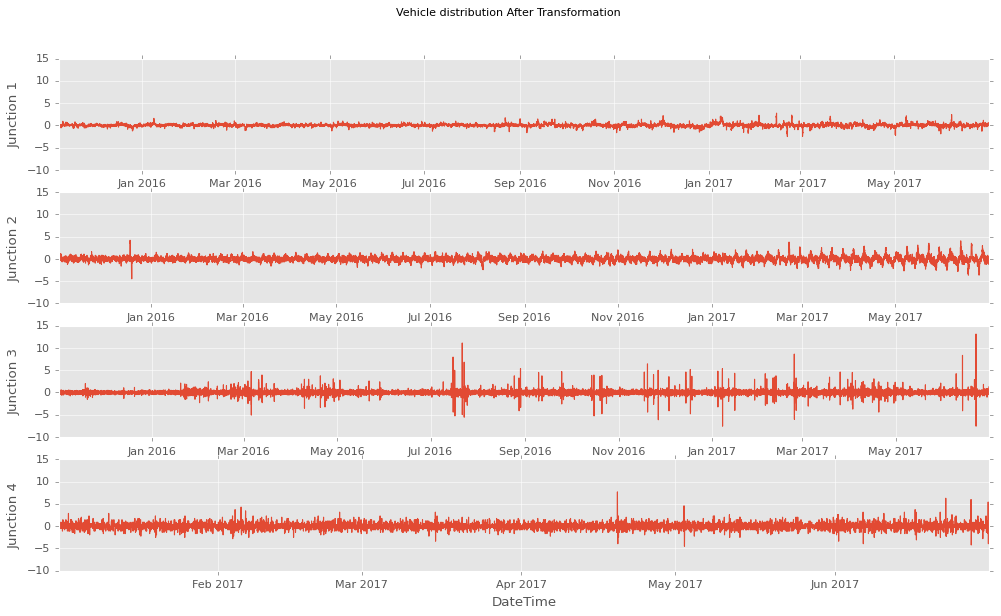 Vehicle distribution After Transformation
15
10
5
0
−5
−10
Junction 1
Jan 2016 Mar 2016 May 2016 Jul 2016 Sep 2016 Nov 2016 Jan 2017 Mar 2017 May 2017
15
10
5
0
−5
−10
Junction 2
Jan 2016 Mar 2016 May 2016 Jul 2016 Sep 2016 Nov 2016 Jan 2017 Mar 2017 May 2017
15
10
5
0
−5
−10
Junction 3
Jan 2016 Mar 2016 May 2016 Jul 2016 Sep 2016 Nov 2016 Jan 2017 Mar 2017 May 2017
15
10
5
0
−5
−10
Junction 4
Feb 2017 Mar 2017 Apr 2017 May 2017 Jun 2017
DateTime